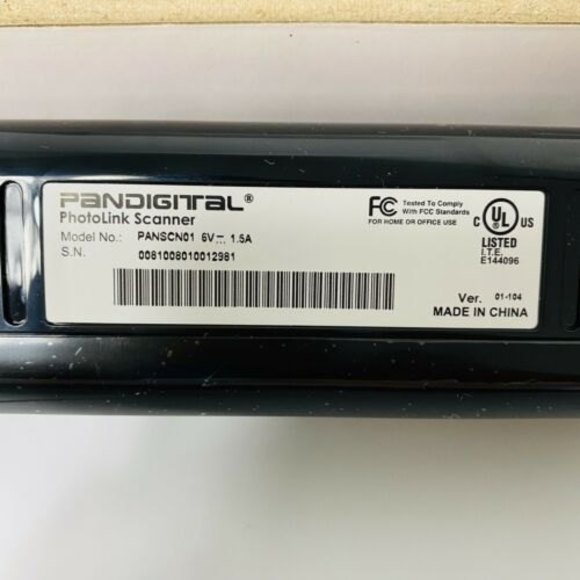 PANDIGITAL®
PhotoLink Scanner
Model No.: PANSCN01 6V⎓ 1.5A
S.N. 0081008010012981
FC Tested To Comply
With FCC Standards
FOR HOME OR OFFICE USE
C UL US
LISTED
I.T.E.
E144096
Ver. 01-104
MADE IN CHINA